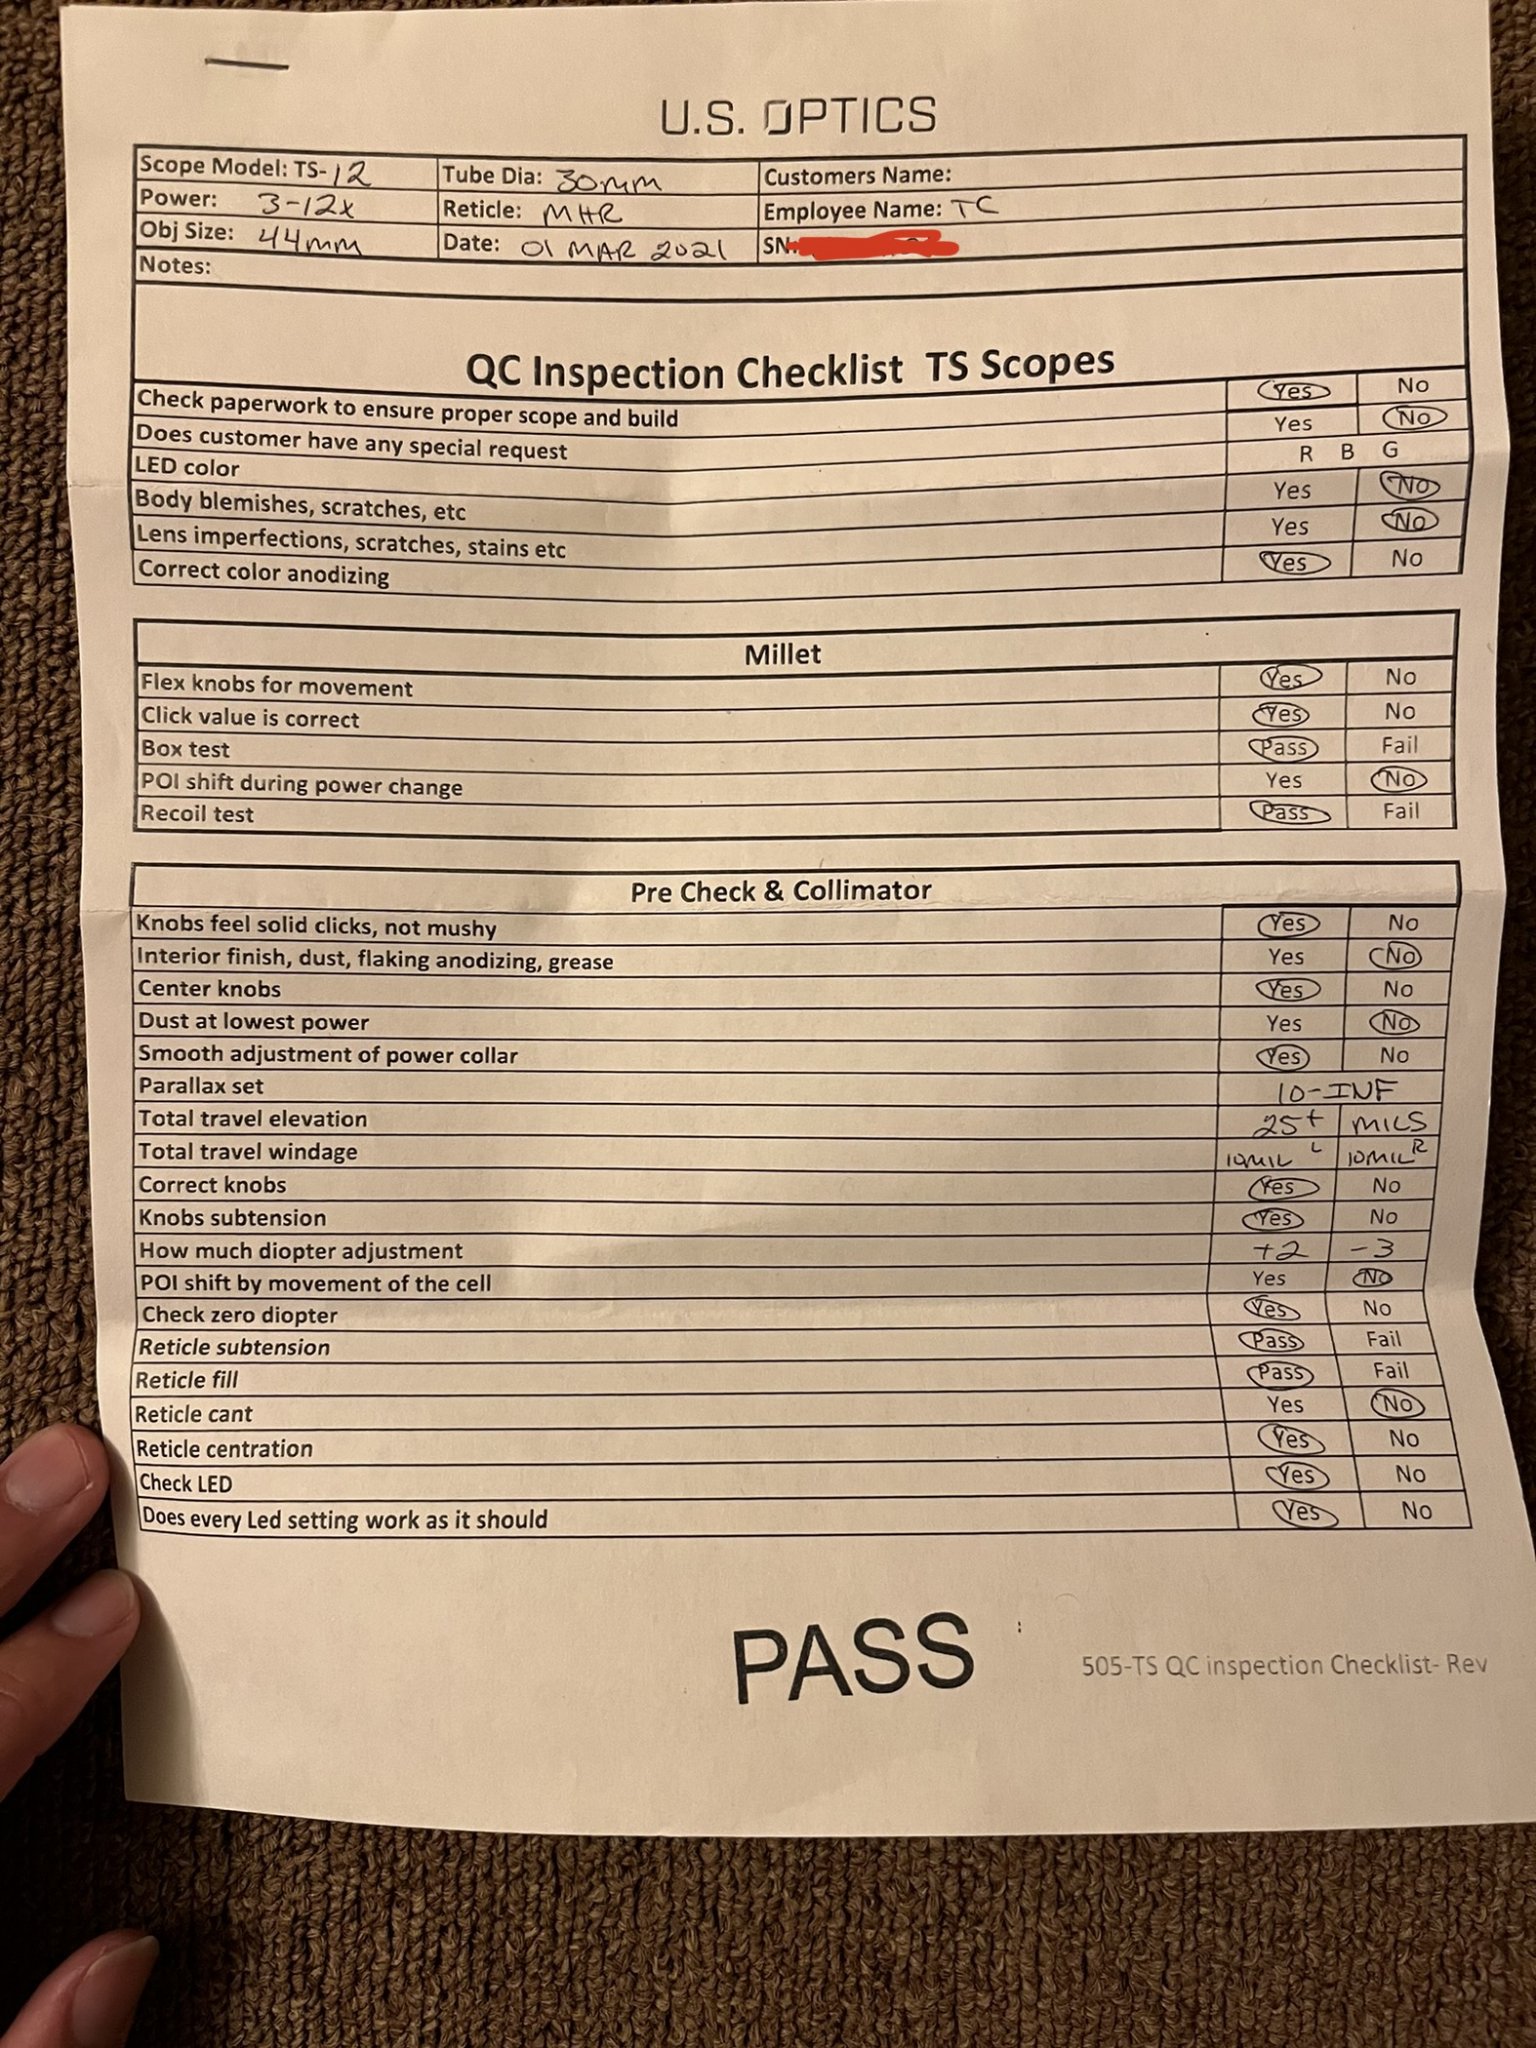 U.S. OPTICS
Scope Model: TS-12 Tube Dia: 30mm Customers Name:
Power: 3-12x Reticle: MHR Employee Name: TC
Obj Size: 44mm Date: 01 MAR 2021 SN:
Notes:
QC Inspection Checklist TS Scopes
Check paperwork to ensure proper scope and build Yes No
Does customer have any special request Yes No
LED color R B G
Body blemishes, scratches, etc Yes No
Lens imperfections, scratches, stains etc Yes No
Correct color anodizing Yes No
Millet
Flex knobs for movement Yes No
Click value is correct Yes No
Box test Pass Fail
POI shift during power change Yes No
Recoil test Pass Fail
Pre Check & Collimator
Knobs feel solid clicks, not mushy Yes No
Interior finish, dust, flaking anodizing, grease Yes No
Center knobs Yes No
Dust at lowest power Yes No
Smooth adjustment of power collar Yes No
Parallax set 10-INF
Total travel elevation 25+ MILS
Total travel windage 10MIL L 10MIL R
Correct knobs Yes No
Knobs subtension Yes No
How much diopter adjustment +2 -3
POI shift by movement of the cell Yes No
Check zero diopter Yes No
Reticle subtension Pass Fail
Reticle fill Pass Fail
Reticle cant Yes No
Reticle centration Yes No
Check LED Yes No
Does every Led setting work as it should Yes No
PASS
505-TS QC inspection Checklist- Rev